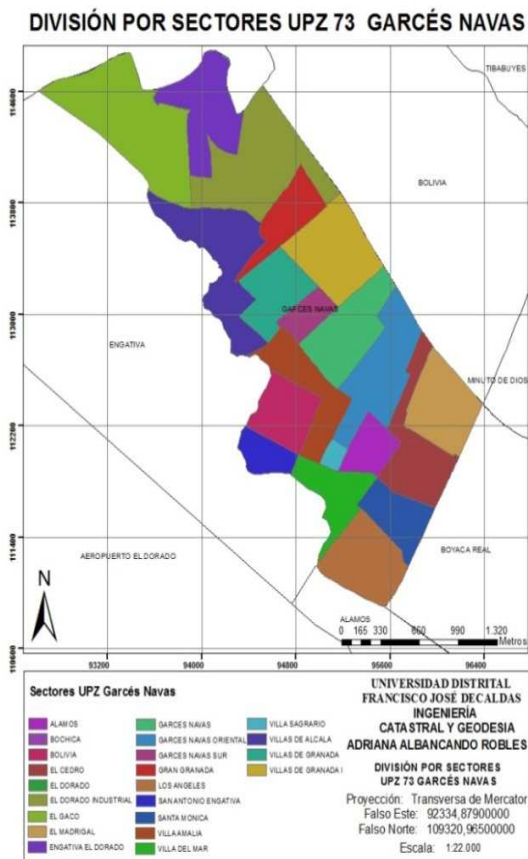 DIVISIÓN POR SECTORES UPZ 73 GARCÉS NAVAS
TIBABUYES
114600
BOLIVIA
113800
GARCES NAVAS
113000
ENGATIVA
MINUTO DE DIOS
112200
111400
AEROPUERTO EL DORADO
BOYACA REAL
N
ALAMOS
0 165 330 660 990 1.320
Metros
110600
93200 94000 94800 95600 96400
Sectores UPZ Garcés Navas
ALAMOS
BOCHICA
BOLIVIA
EL CEDRO
EL DORADO
EL DORADO INDUSTRIAL
EL GACO
EL MADRIGAL
ENGATIVA EL DORADO
GARCES NAVAS
GARCES NAVAS ORIENTAL
GARCES NAVAS SUR
GRAN GRANADA
LOS ANGELES
SAN ANTONIO ENGATIVA
SANTA MONICA
VILLA AMALIA
VILLA DEL MAR
VILLA SAGRARIO
VILLAS DE ALCALA
VILLAS DE GRANADA
VILLAS DE GRANADA I
UNIVERSIDAD DISTRITAL
FRANCISCO JOSÉ DECALDAS
INGENIERÍA
CATASTRAL Y GEODESIA
ADRIANA ALBANCANDO ROBLES
DIVISIÓN POR SECTORES
UPZ 73 GARCÉS NAVAS
Proyección: Transversa de Mercator
Falso Este: 92334,87900000
Falso Norte: 109320,96500000
Escala: 1:22.000